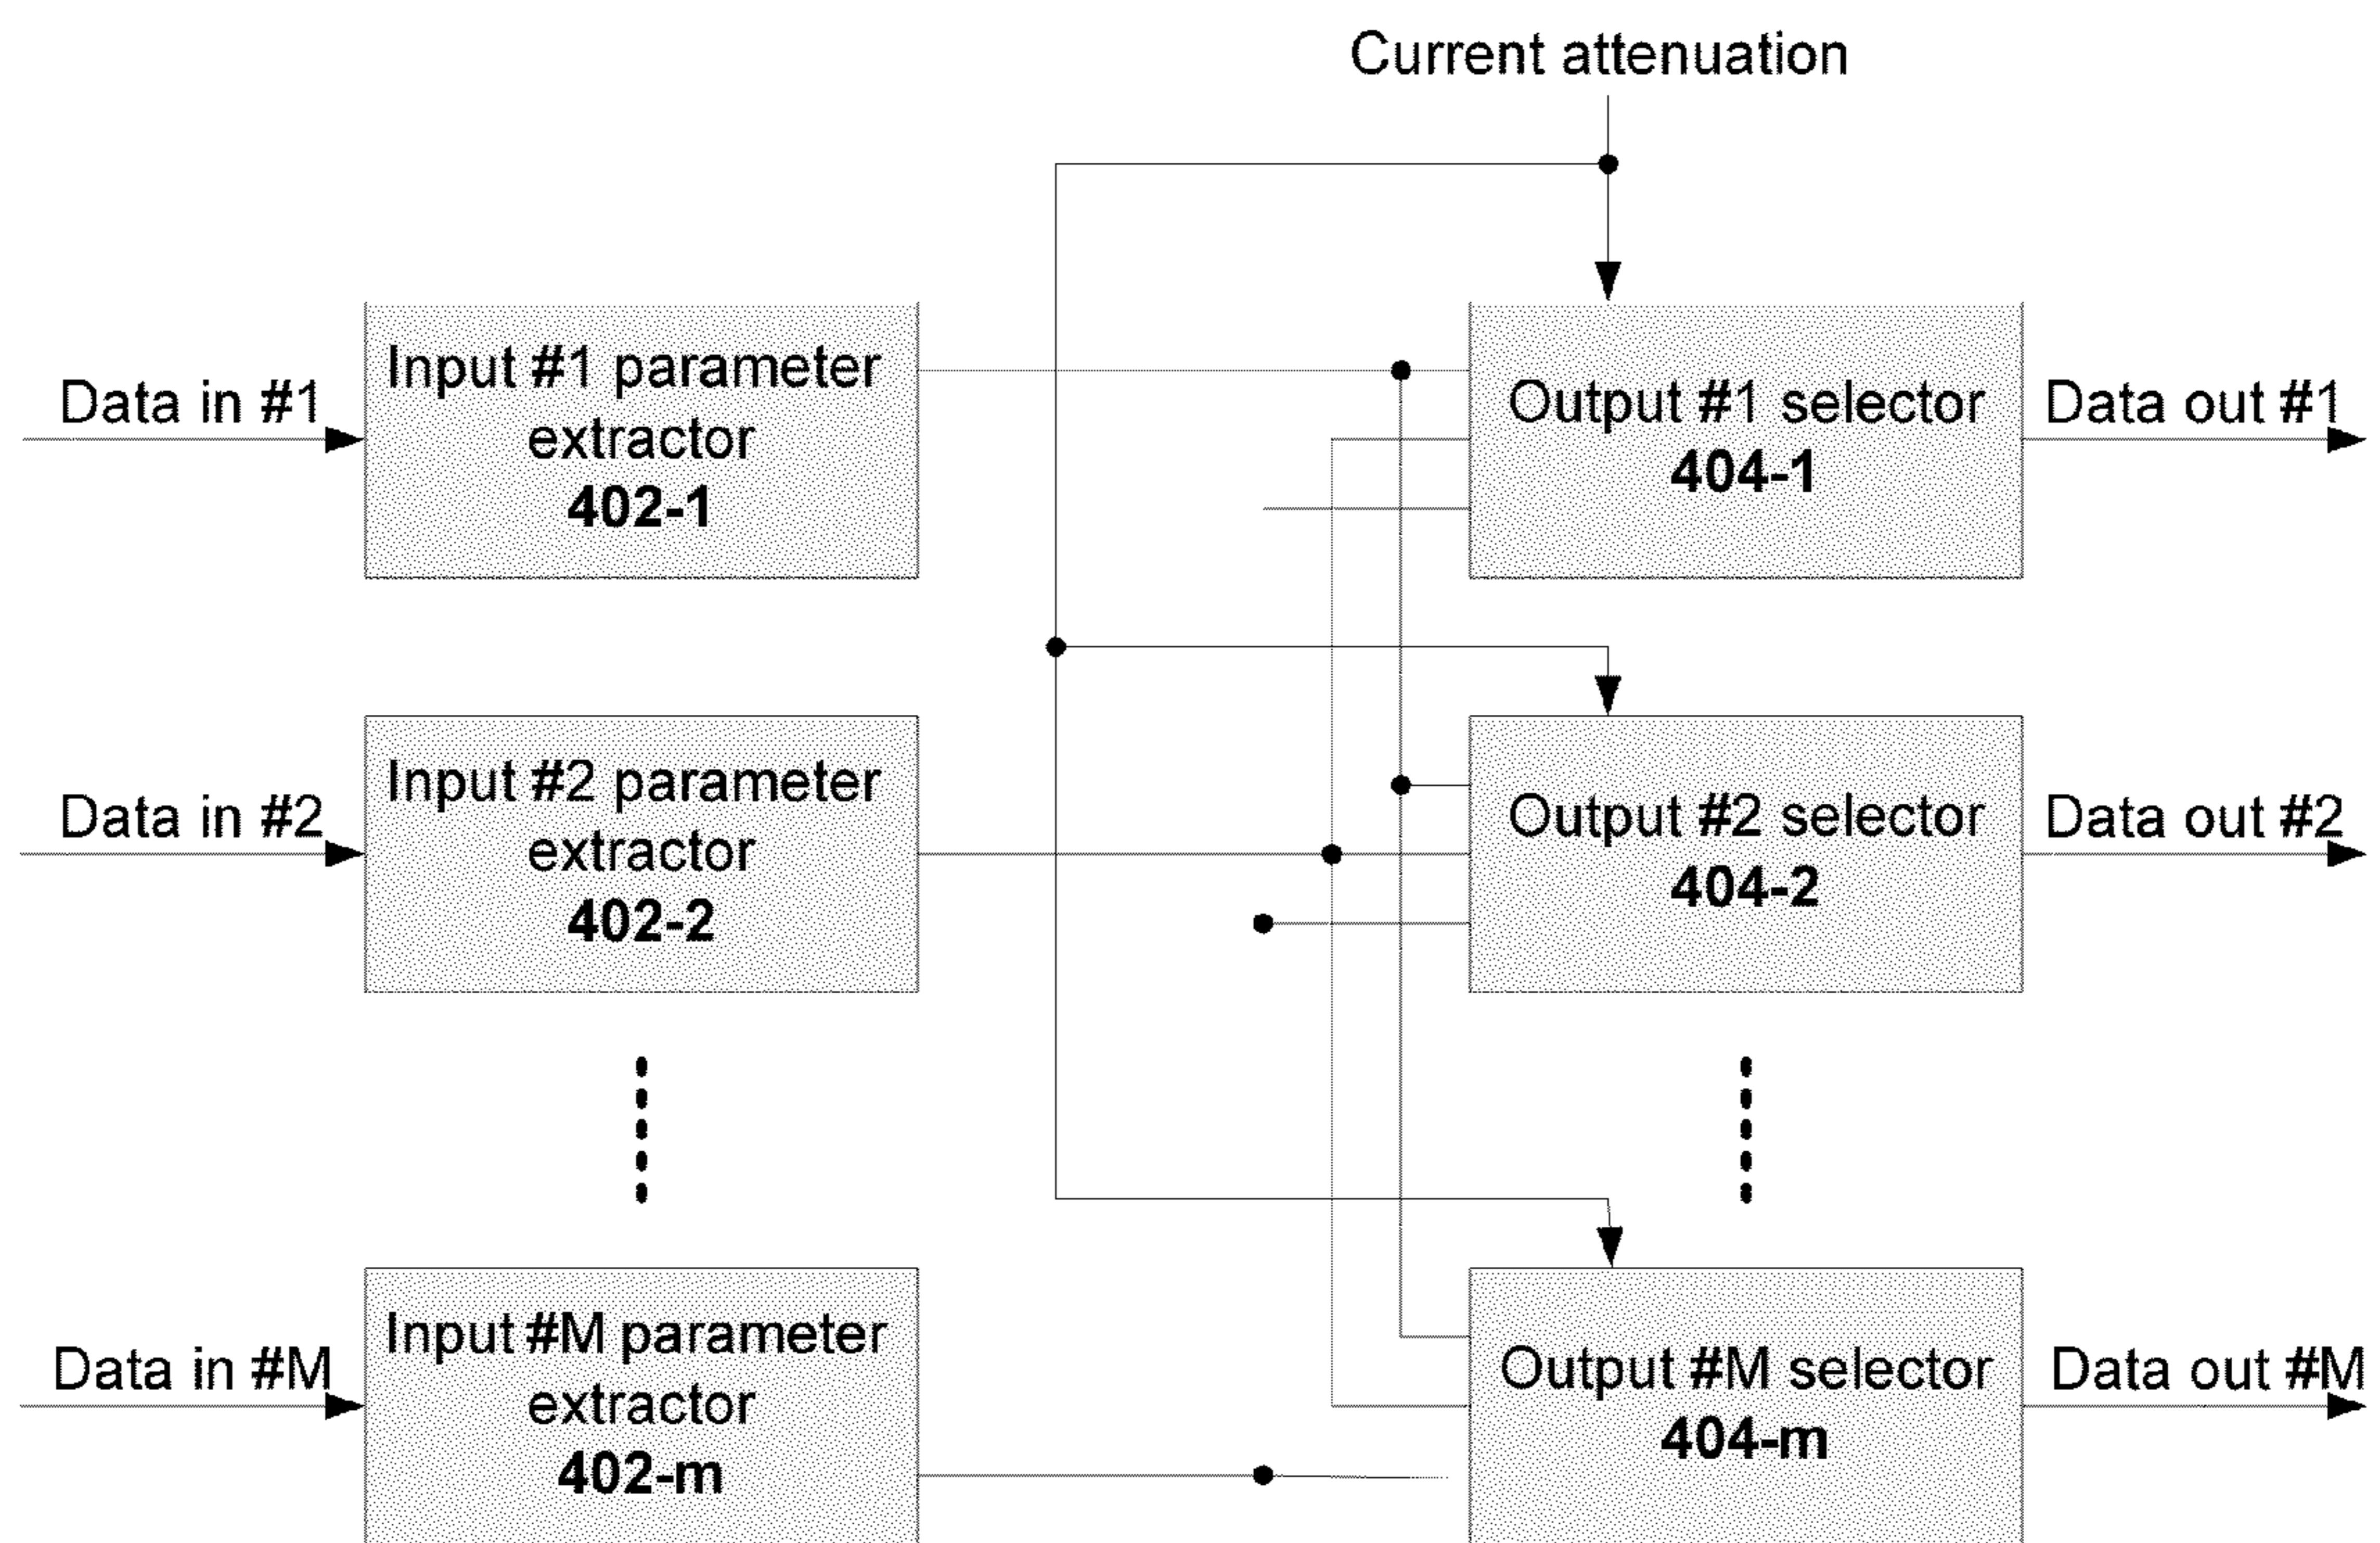 Current attenuation
Data in #1
Input #1 parameter
extractor
402-1
Output #1 selector
404-1
Data out #1
Data in #2
Input #2 parameter
extractor
402-2
Output #2 selector
404-2
Data out #2
Data in #M
Input #M parameter
extractor
402-m
Output #M selector
404-m
Data out #M